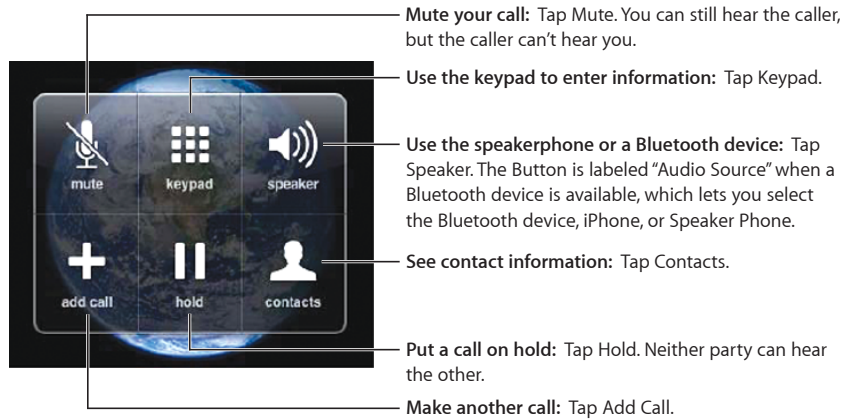 Mute your call: Tap Mute. You can still hear the caller,
but the caller can't hear you.
Use the keypad to enter information: Tap Keypad.
Use the speakerphone or a Bluetooth device: Tap
Speaker. The Button is labeled "Audio Source" when a
Bluetooth device is available, which lets you select
the Bluetooth device, iPhone, or Speaker Phone.
mute keypad speaker
See contact information: Tap Contacts.
add call hold contacts
Put a call on hold: Tap Hold. Neither party can hear
the other.
Make another call: Tap Add Call.